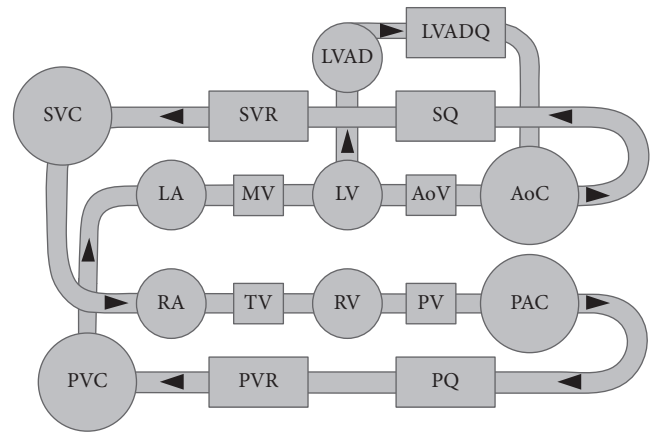 LVADQ
LVAD
SVC
SVR
SQ
LA
MV
LV
AoV
AoC
RA
TV
RV
PV
PAC
PVC
PVR
PQ